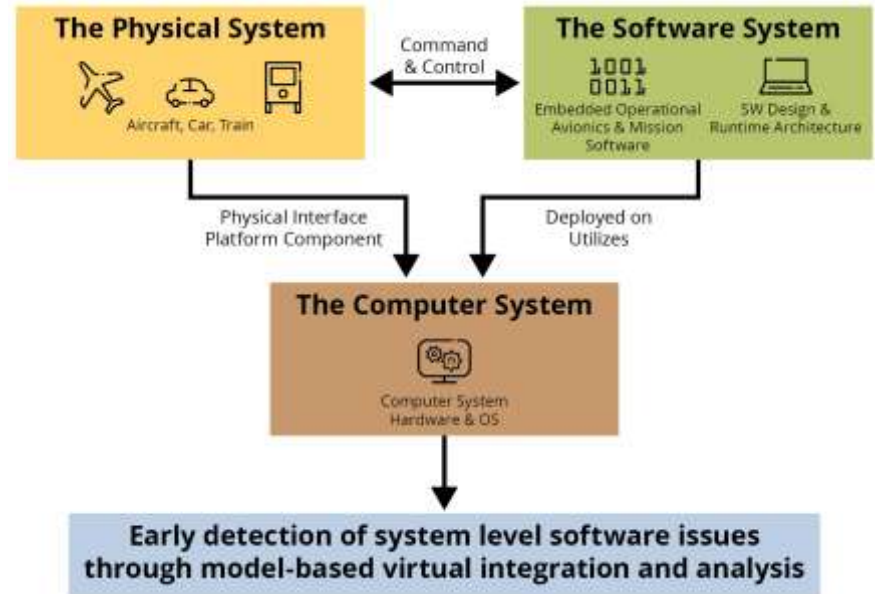 The Physical System
Aircraft, Car, Train
Command
& Control
The Software System
1001
0011
Embedded Operational
Avionics & Mission
Software
SW Design &
Runtime Architecture
Physical Interface
Platform Component
Deployed on
Utilizes
The Computer System
Computer System
Hardware & OS
Early detection of system level software issues
through model-based virtual integration and analysis